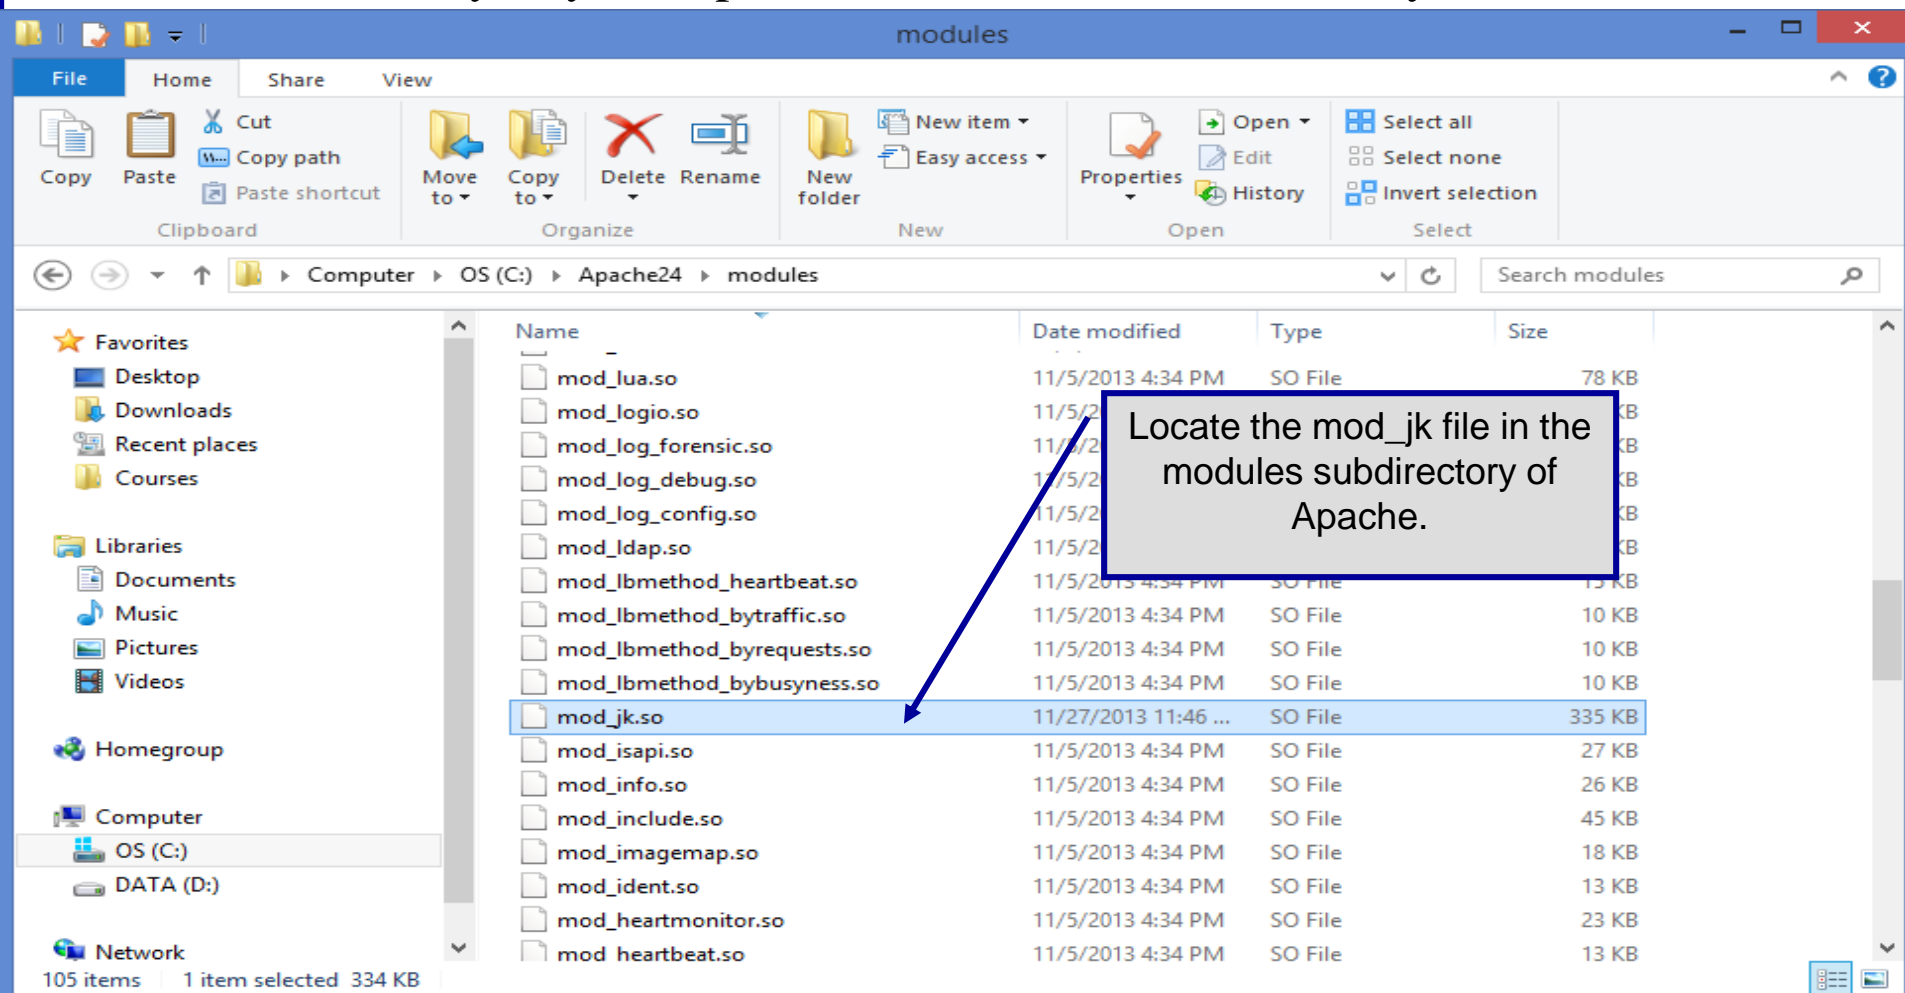 modules
File Home Share View
Copy
Paste
Cut
Copy path
Paste shortcut
Clipboard
Move to
Copy to
Delete
Rename
Organize
New folder
New item
Easy access
New
Properties
Open
Edit
History
Open
Select all
Select none
Invert selection
Select
Computer OS (C:) Apache24 modules
Search modules
Favorites
Desktop
Downloads
Recent places
Courses
Libraries
Documents
Music
Pictures
Videos
Homegroup
Computer
OS (C:)
DATA (D:)
Network
Name Date modified Type Size
mod_lua.so 11/5/2013 4:34 PM SO File 78 KB
mod_logio.so
mod_log_forensic.so
mod_log_debug.so
mod_log_config.so
mod_ldap.so
mod_lbmethod_heartbeat.so 11/5/2013 4:34 PM SO File 15 KB
mod_lbmethod_bytraffic.so 11/5/2013 4:34 PM SO File 10 KB
mod_lbmethod_byrequests.so 11/5/2013 4:34 PM SO File 10 KB
mod_lbmethod_bybusyness.so 11/5/2013 4:34 PM SO File 10 KB
mod_jk.so 11/27/2013 11:46 ... SO File 335 KB
mod_isapi.so 11/5/2013 4:34 PM SO File 27 KB
mod_info.so 11/5/2013 4:34 PM SO File 26 KB
mod_include.so 11/5/2013 4:34 PM SO File 45 KB
mod_imagemap.so 11/5/2013 4:34 PM SO File 18 KB
mod_ident.so 11/5/2013 4:34 PM SO File 13 KB
mod_heartmonitor.so 11/5/2013 4:34 PM SO File 23 KB
mod_heartbeat.so 11/5/2013 4:34 PM SO File 13 KB
Locate the mod_jk file in the
modules subdirectory of
Apache.
105 items 1 item selected 334 KB